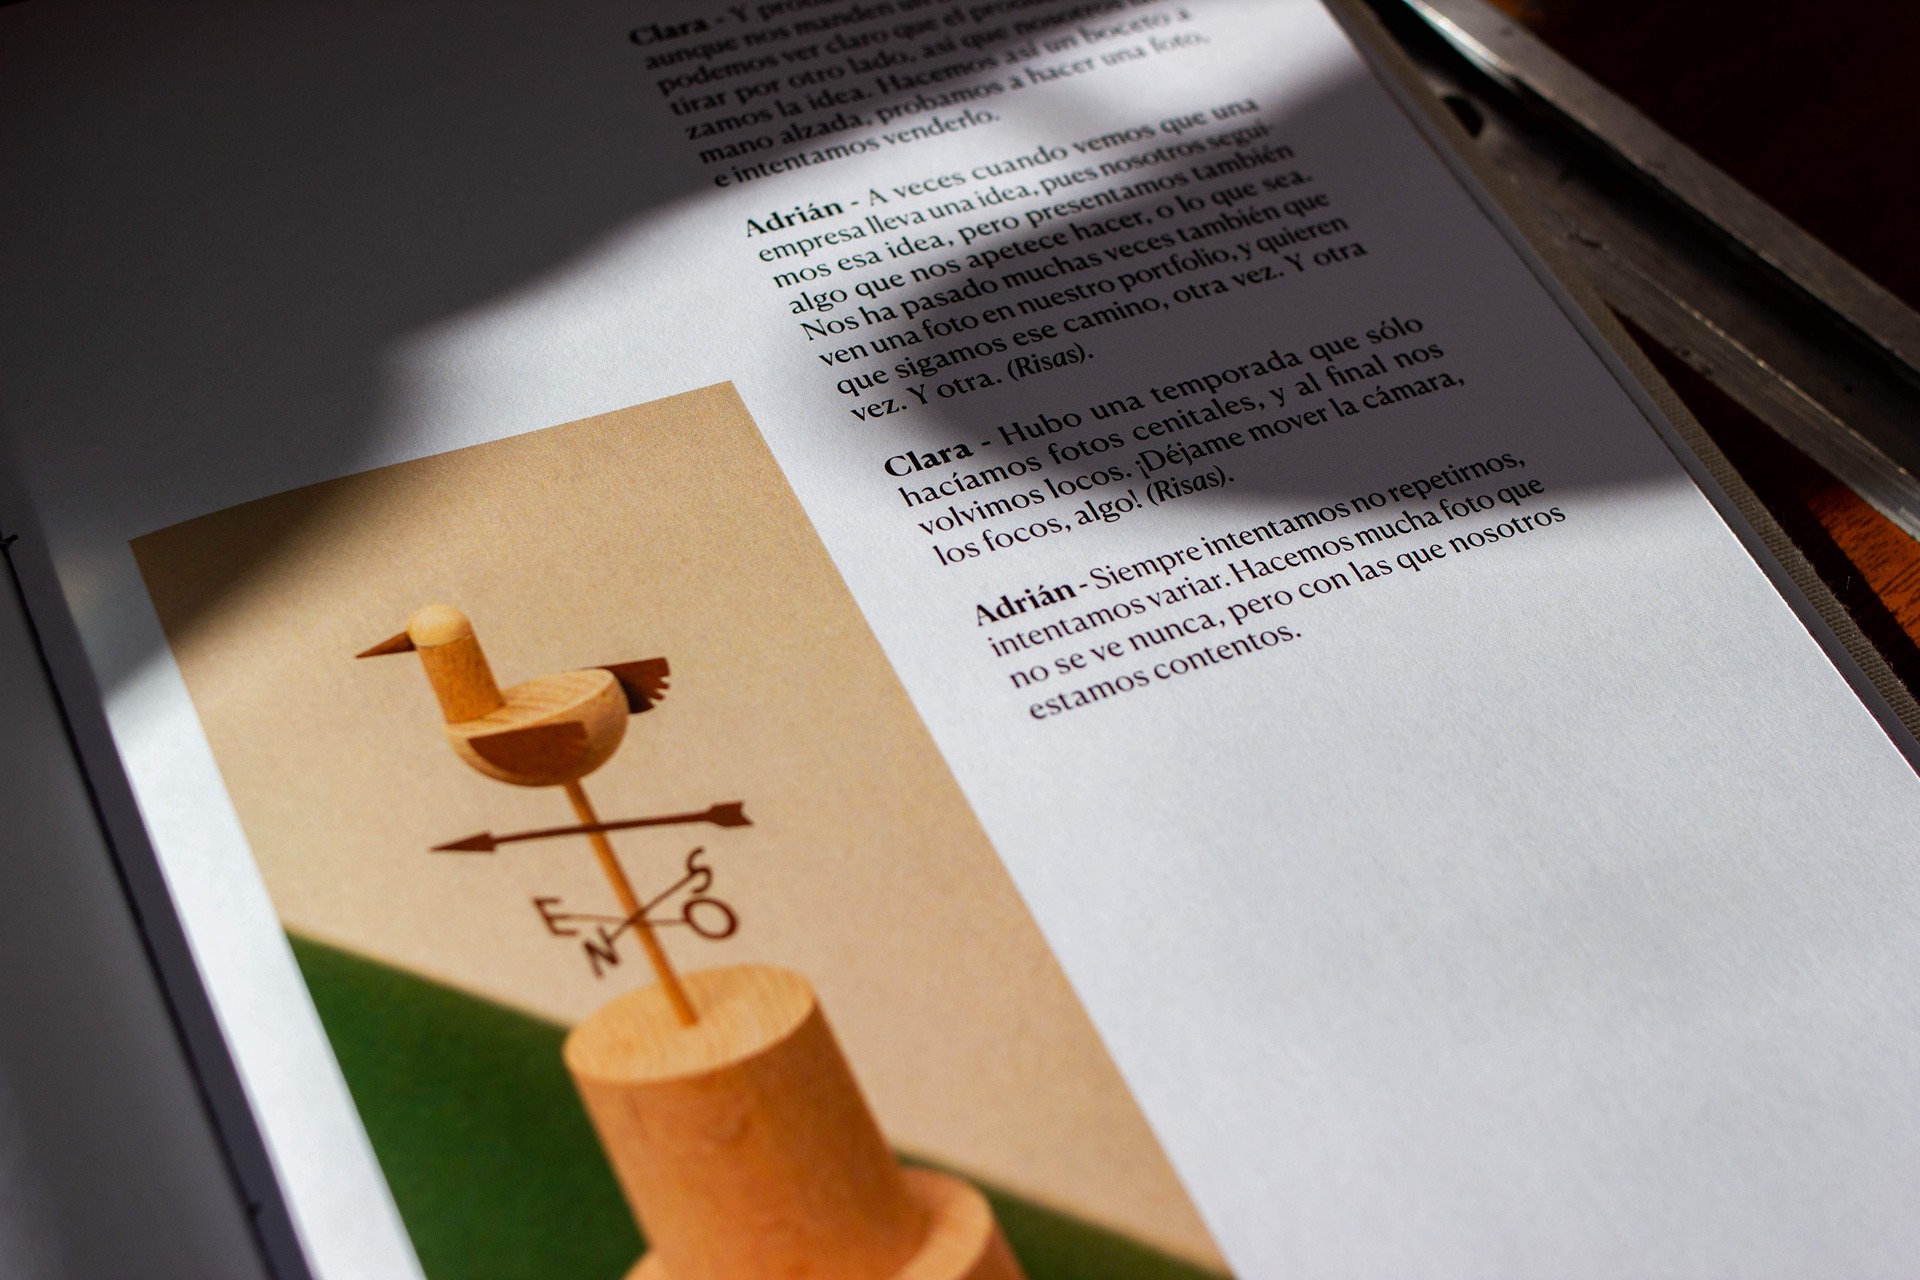 Clara - Y
aunque nos manden un
podemos ver claro que el
tirar por otro lado, así que nosotros
zamos la idea. Hacemos así un boceto a
mano alzada, probamos a hacer una foto,
e intentamos venderlo.
Adrián - A veces cuando vemos que una
empresa lleva una idea, pues nosotros segui-
mos esa idea, pero presentamos también
algo que nos apetece hacer, o lo que sea.
Nos ha pasado muchas veces también que
ven una foto en nuestro portfolio, y quieren
que sigamos ese camino, otra vez. Y otra
vez. Y otra. (Risas).
Clara - Hubo una temporada que sólo
hacíamos fotos cenitales, y al final nos
volvimos locos. ¡Déjame mover la cámara,
los focos, algo! (Risas).
Adrián - Siempre intentamos no repetirnos,
intentamos variar. Hacemos mucha foto que
no se ve nunca, pero con las que nosotros
estamos contentos.
E
S
N
O